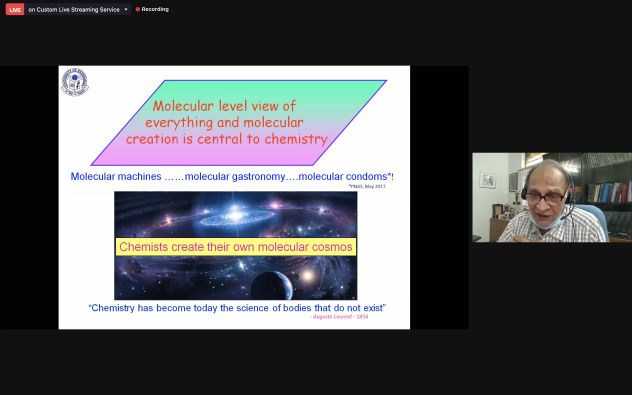 LIVE on Custom Live Streaming Service Recording
Molecular level view of
everything and molecular
creation is central to chemistry
Molecular machines ......molecular gastronomy....molecular condoms*!
*PNAS, May 2017
Chemists create their own molecular cosmos
“Chemistry has become today the science of bodies that do not exist”
- Auguste Laurent - 1854